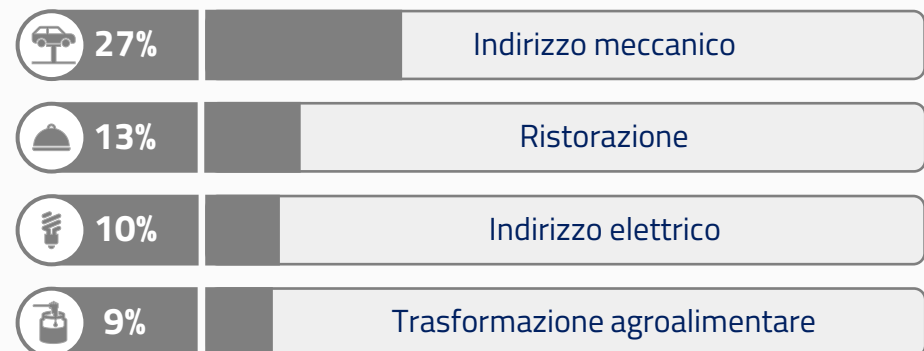 27% Indirizzo meccanico
13% Ristorazione
10% Indirizzo elettrico
9% Trasformazione agroalimentare